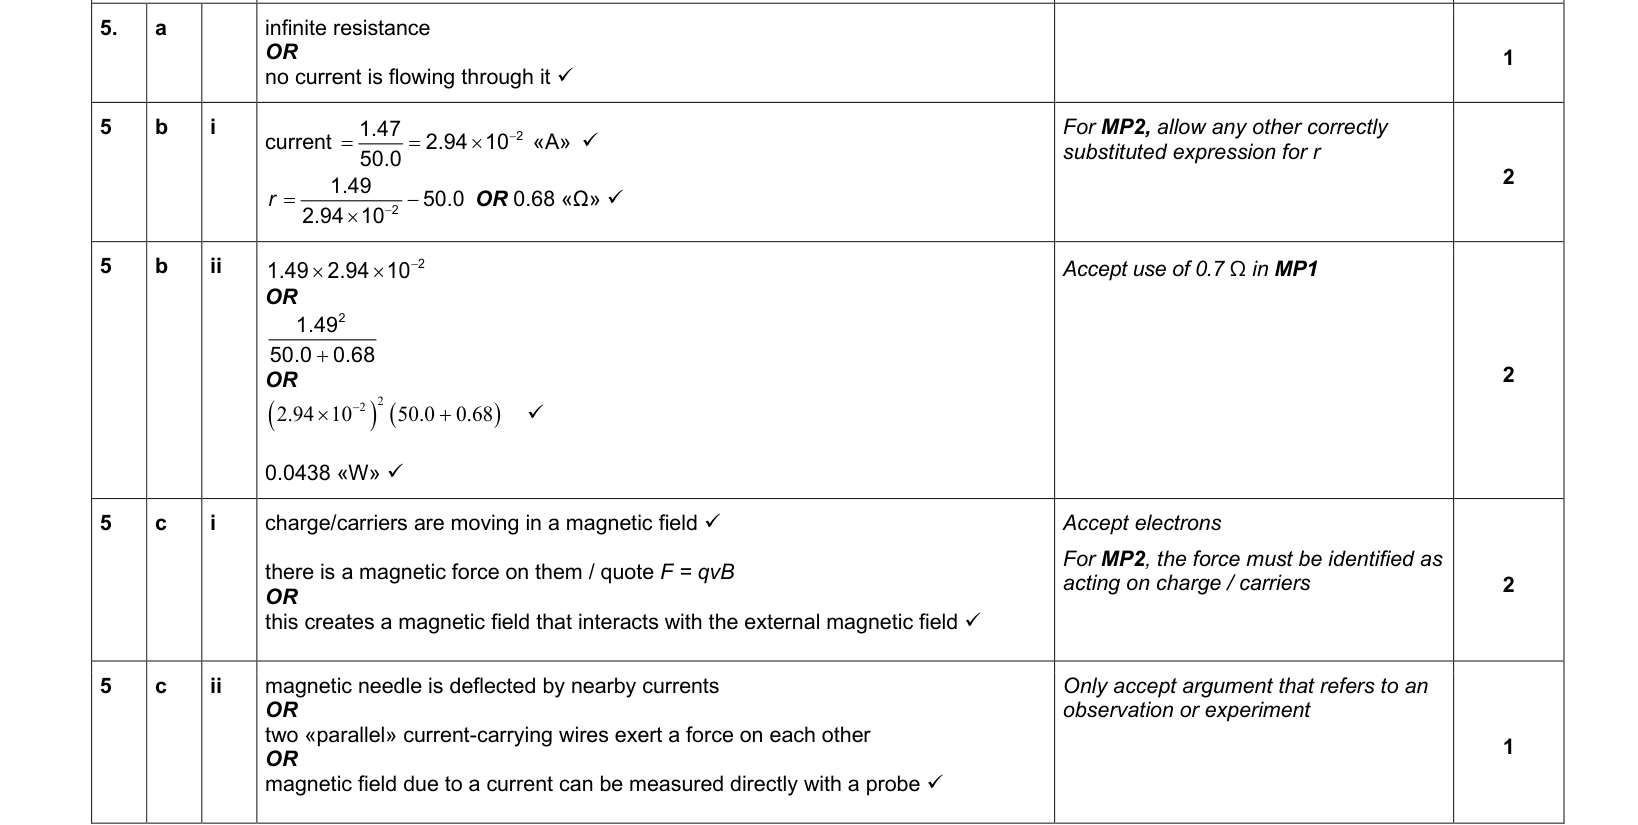 5. a infinite resistance
OR
no current is flowing through it ✓
1
5 b i current = 1.47/50.0 = 2.94 × 10⁻² «A» ✓
r = 1.49/(2.94 × 10⁻²) − 50.0 OR 0.68 «Ω» ✓
For MP2, allow any other correctly
substituted expression for r
2
5 b ii 1.49 × 2.94 × 10⁻²
OR
1.49²/(50.0 + 0.68)
OR
(2.94 × 10⁻²)² (50.0 + 0.68) ✓
0.0438 «W» ✓
Accept use of 0.7 Ω in MP1
2
5 c i charge/carriers are moving in a magnetic field ✓
there is a magnetic force on them / quote F = qvB
OR
this creates a magnetic field that interacts with the external magnetic field ✓
Accept electrons
For MP2, the force must be identified as
acting on charge / carriers
2
5 c ii magnetic needle is deflected by nearby currents
OR
two «parallel» current-carrying wires exert a force on each other
OR
magnetic field due to a current can be measured directly with a probe ✓
Only accept argument that refers to an
observation or experiment
1